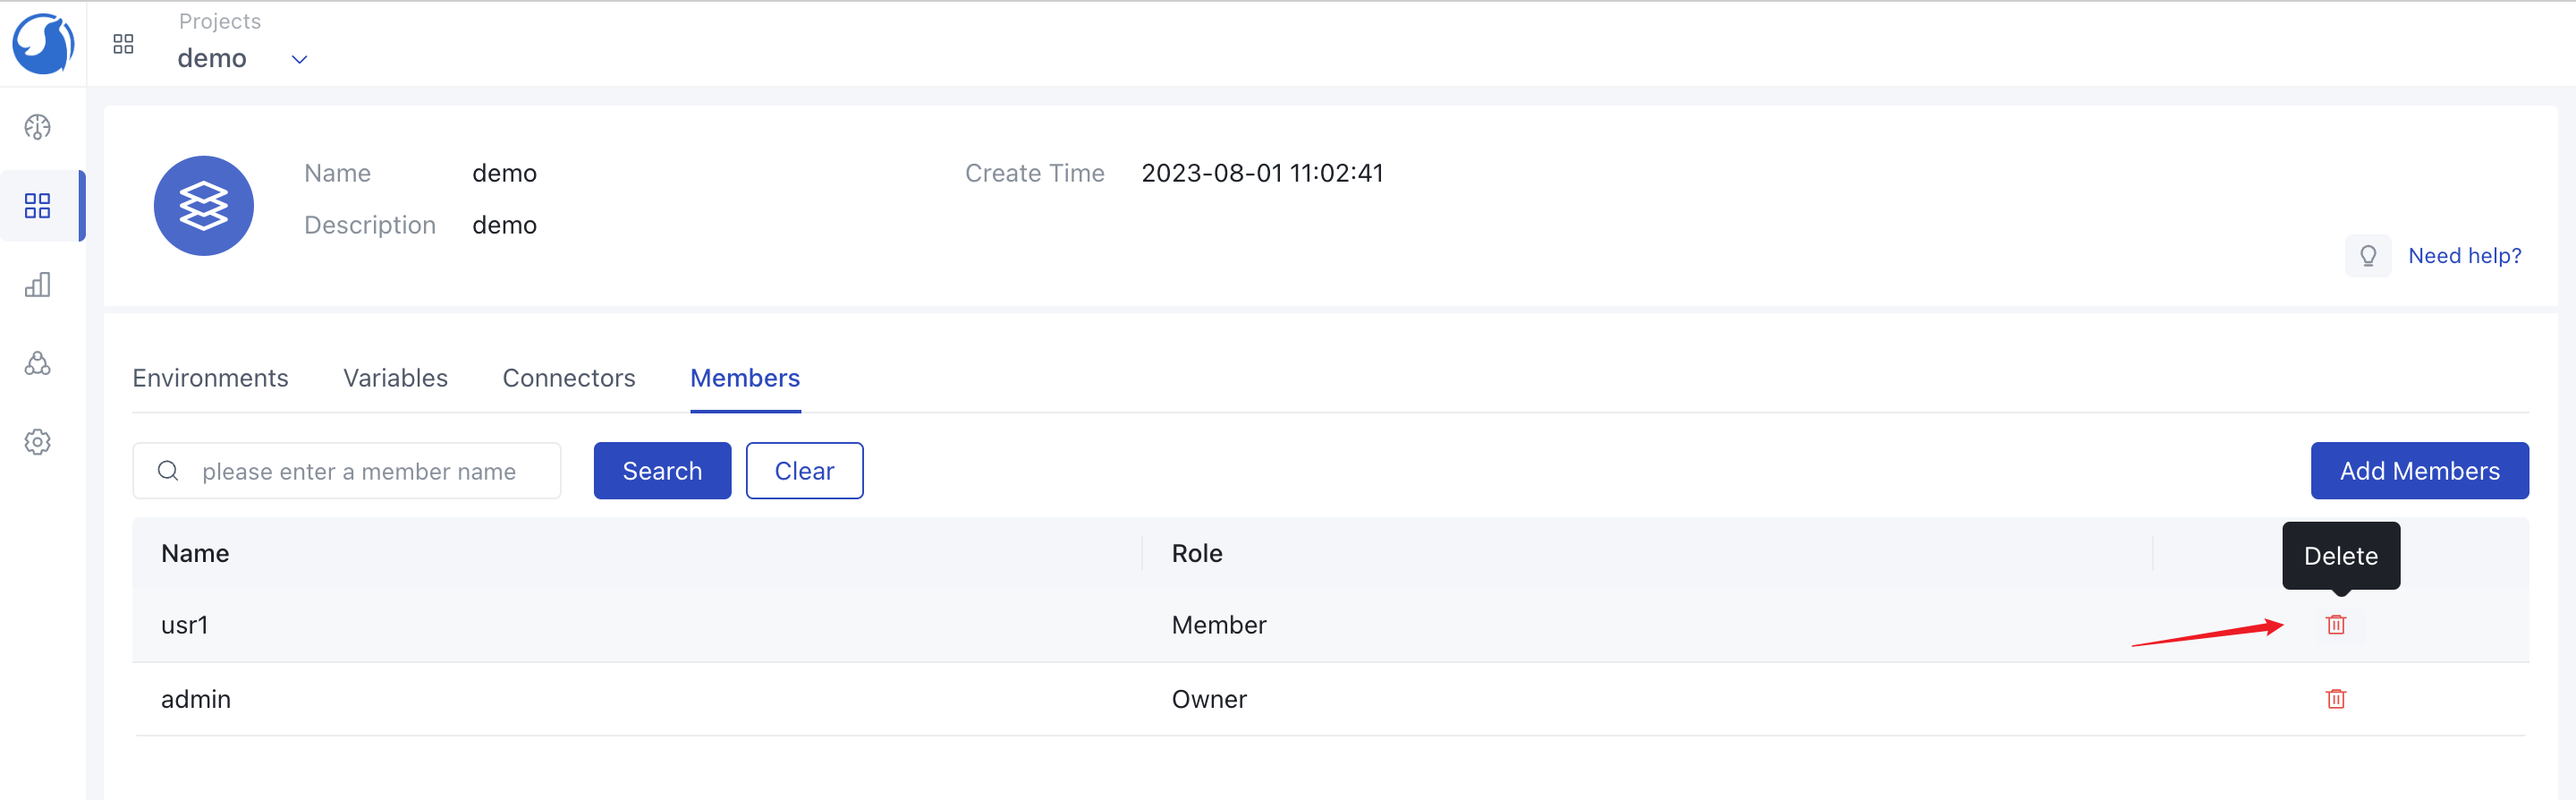 Projects
demo
Name demo Create Time 2023-08-01 11:02:41
Description demo
Need help?
Environments Variables Connectors Members
please enter a member name Search Clear Add Members
Name Role
Delete
usr1 Member
admin Owner